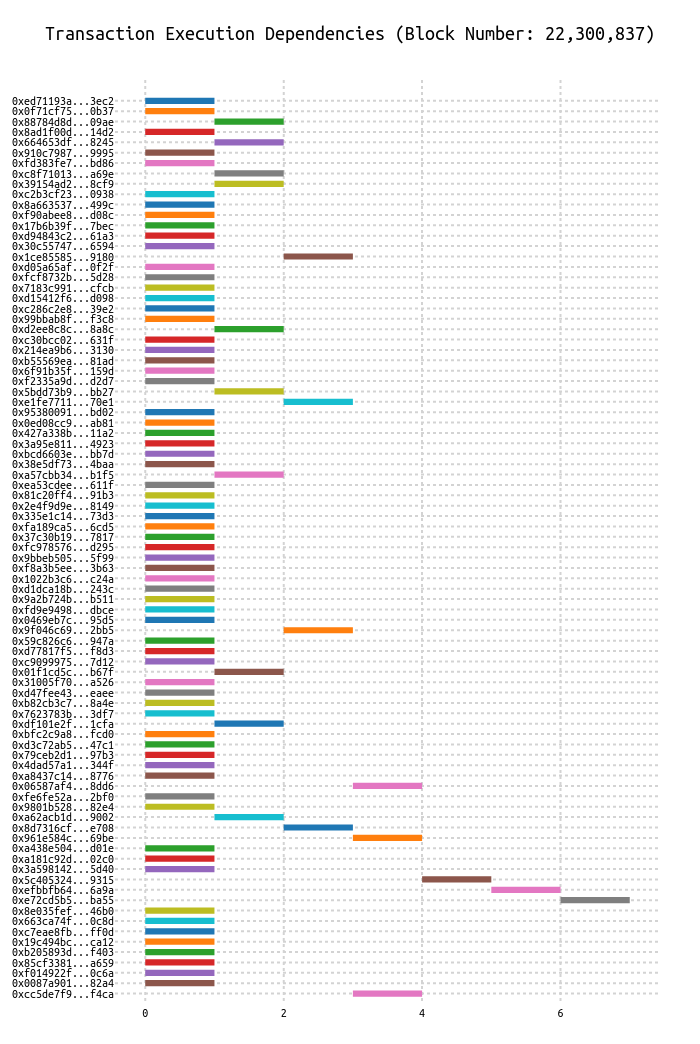 Transaction Execution Dependencies (Block Number: 22,300,837)
0xed71193a...3ec2
0x0f71cf75...0b37
0x88784d8d...09ae
0x8ad1f00d...14d2
0x664653df...8245
0x910c7987...9995
0xfd383fe7...bd86
0xc8f71013...a69e
0x39154ad2...8cf9
0xc2b3cf23...0938
0x8a663537...499c
0xf90abee8...d08c
0x17b6b39f...7bec
0xd94843c2...61a3
0x30c55747...6594
0x1ce85585...9180
0xd05a65af...0f2f
0xfcf8732b...5d28
0x7183c991...cfcb
0xd15412f6...d098
0xc286c2e8...39e2
0x99bbab8f...f3c8
0xd2ee8c8c...8a8c
0xc30bcc02...631f
0x214ea9b6...3130
0xb55569ea...81ad
0x6f91b35f...159d
0xf2335a9d...d2d7
0x5bdd73b9...bb27
0xe1fe7711...70e1
0x95380091...bd02
0x0ed08cc9...ab81
0x427a338b...11a2
0x3a95e811...4923
0xbcd6603e...bb7d
0x38e5df73...4baa
0xa57cbb34...b1f5
0xea53cdee...611f
0x81c20ff4...91b3
0x2e4f9d9e...8149
0x335e1c14...73d3
0xfa189ca5...6cd5
0x37c30b19...7817
0xfc978576...d295
0x9bbeb505...5f99
0xf8a3b5ee...3b63
0x1022b3c6...c24a
0xd1dca18b...243c
0x9a2b724b...b511
0xfd9e9498...dbce
0x0469eb7c...95d5
0x9f046c69...2bb5
0x59c826c6...947a
0xd77817f5...f8d3
0xc9099975...7d12
0x01f1cd5c...b67f
0x31005f70...a526
0xd47fee43...eaee
0xb82cb3c7...8a4e
0x7623783b...3df7
0xdf101e2f...1cfa
0xbfc2c9a8...fcd0
0xd3c72ab5...47c1
0x79ceb2d1...97b3
0x4dad57a1...344f
0xa8437c14...8776
0x06587af4...8dd6
0xfe6fe52a...2bf0
0x9801b528...82e4
0xa62acb1d...9002
0x8d7316cf...e708
0x961e584c...69be
0xa438e504...d01e
0xa181c92d...02c0
0x3a598142...5d40
0x5c405324...9315
0xefbbfb64...6a9a
0xe72cd5b5...ba55
0x8e035fef...46b0
0x663ca74f...0c8d
0xc7eae8fb...ff0d
0x19c494bc...ca12
0xb205893d...f403
0x85cf3381...a659
0xf014922f...0c6a
0x0087a901...82a4
0xcc5de7f9...f4ca
0 2 4 6